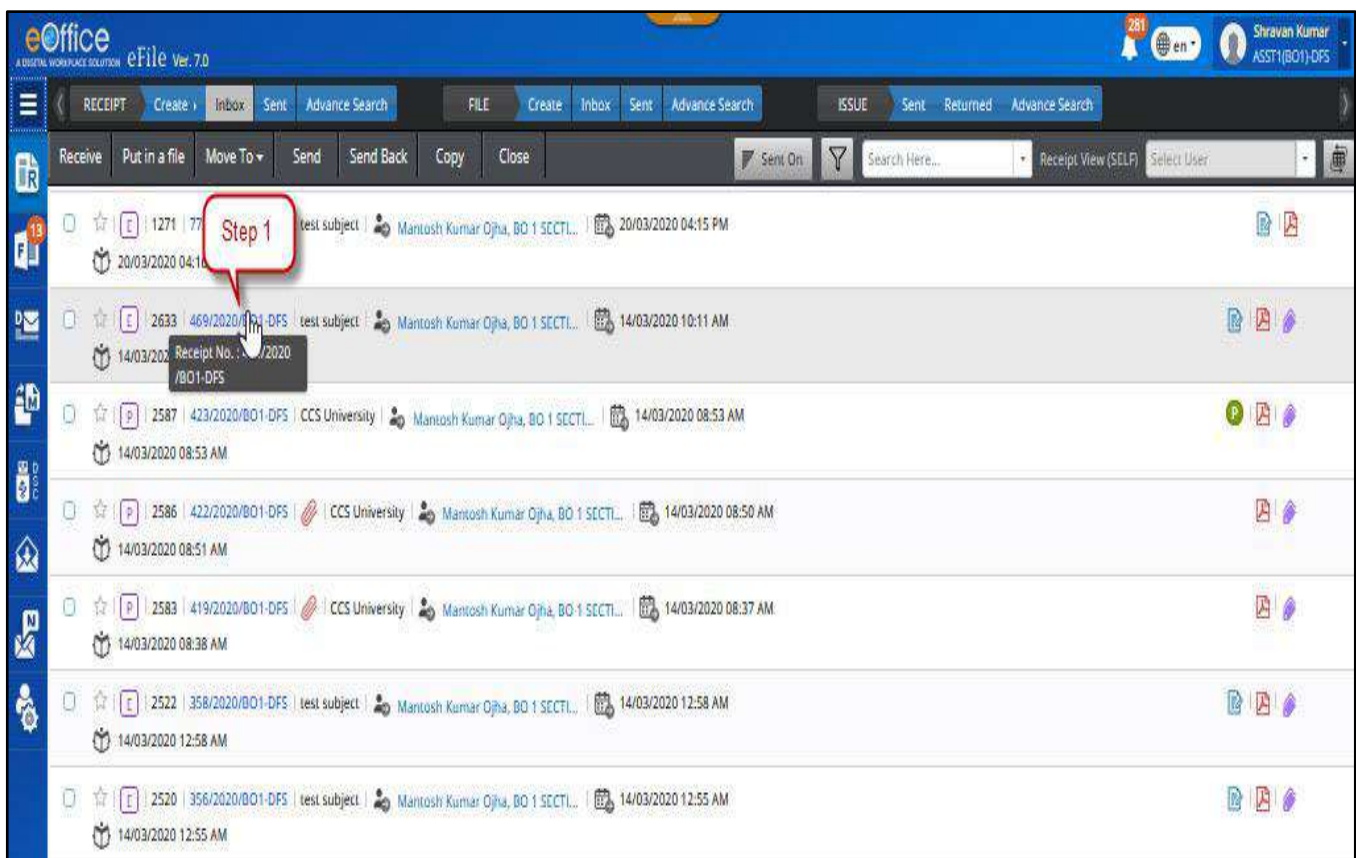 281
eOffice
A DIGITAL WORKPLACE SOLUTION eFile Ver. 7.0
en
Shravan Kumar
ASST1(BO1)-DFS
RECEIPT Create Inbox Sent Advance Search FILE Create Inbox Sent Advance Search ISSUE Sent Returned Advance Search
Receive Put in a file Move To Send Send Back Copy Close Sent On Search Here... Receipt View (SELF) Select User
R
E 1271 77 test subject Mantosh Kumar Ojha, BO 1 SECTI... 20/03/2020 04:15 PM
Step 1
13
F
20/03/2020 04:16
E 2633 469/2020/BO1-DFS test subject Mantosh Kumar Ojha, BO 1 SECTI... 14/03/2020 10:11 AM
D
14/03/202
Receipt No. : /2020
/BO1-DFS
M
P 2587 423/2020/BO1-DFS CCS University Mantosh Kumar Ojha, BO 1 SECTI... 14/03/2020 08:53 AM P
14/03/2020 08:53 AM
DSC
P 2586 422/2020/BO1-DFS CCS University Mantosh Kumar Ojha, BO 1 SECTI... 14/03/2020 08:50 AM
14/03/2020 08:51 AM
P 2583 419/2020/BO1-DFS CCS University Mantosh Kumar Ojha, BO 1 SECTI... 14/03/2020 08:37 AM
N
14/03/2020 08:38 AM
E 2522 358/2020/BO1-DFS test subject Mantosh Kumar Ojha, BO 1 SECTI... 14/03/2020 12:58 AM
14/03/2020 12:58 AM
E 2520 356/2020/BO1-DFS test subject Mantosh Kumar Ojha, BO 1 SECTI... 14/03/2020 12:55 AM
14/03/2020 12:55 AM